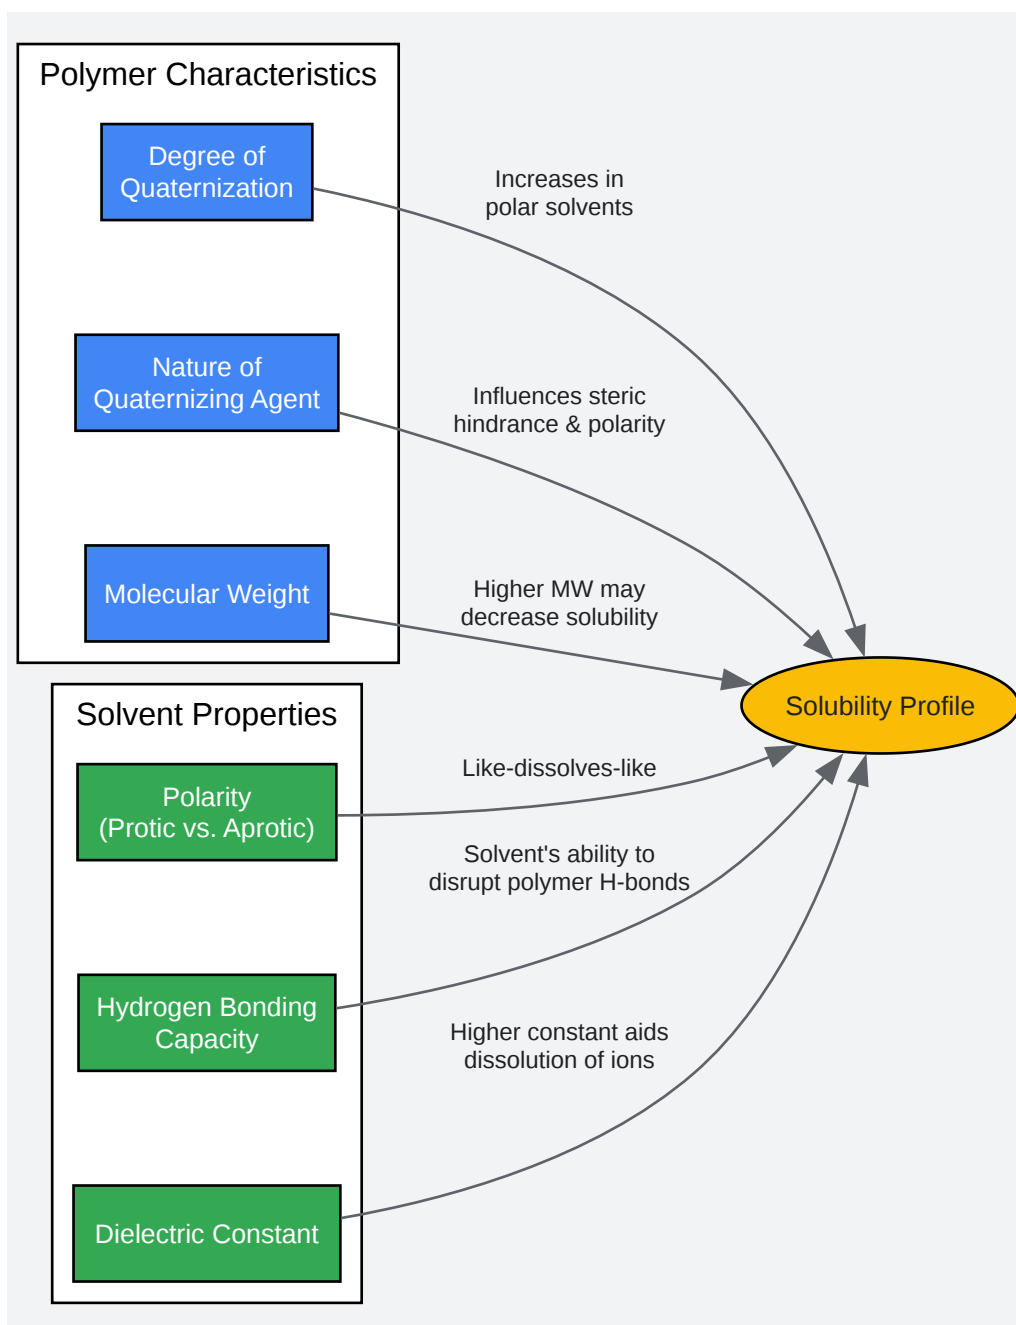 Polymer Characteristics
Degree of
Quaternization
Increases in
polar solvents
Nature of
Quaternizing Agent
Influences steric
hindrance & polarity
Molecular Weight
Higher MW may
decrease solubility
Solubility Profile
Solvent Properties
Polarity
(Protic vs. Aprotic)
Like-dissolves-like
Solvent's ability to
disrupt polymer H-bonds
Hydrogen Bonding
Capacity
Higher constant aids
dissolution of ions
Dielectric Constant